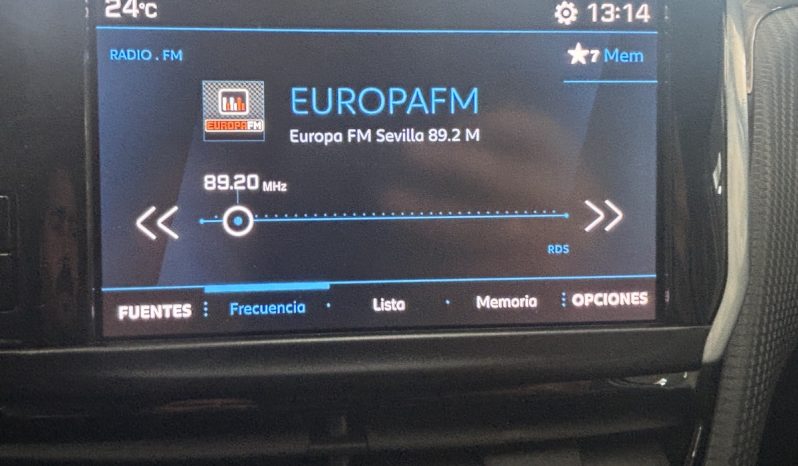 24°C 13:14
RADIO . FM ★7 Mem
EUROPAFM
EUROPAFM
Europa FM Sevilla 89.2 M
89.20 MHz
RDS
FUENTES Frecuencia Lista Memoria OPCIONES